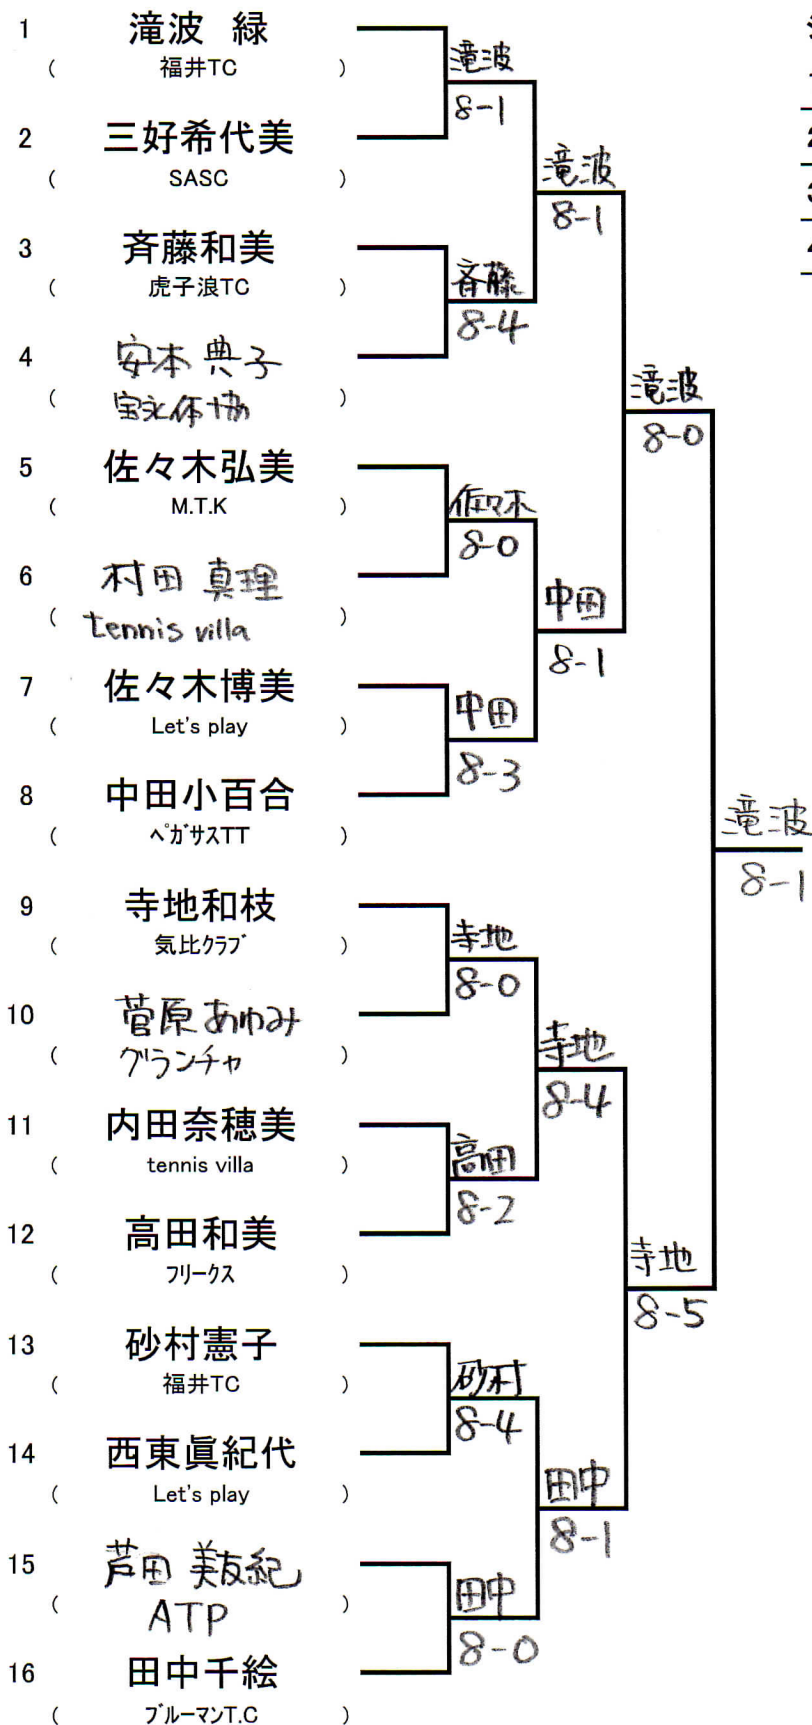 1 滝波 緑
( 福井TC )
滝波
8-1
2 三好希代美
( SASC )
滝波
8-1
3 斉藤和美
( 虎子浪TC )
斉藤
8-4
4 安本 典子
( 宝永体協 )
滝波
8-0
5 佐々木弘美
( M.T.K )
佐々木
8-0
6 村田 真理
( tennis villa )
中田
8-1
7 佐々木博美
( Let's play )
中田
8-3
8 中田小百合
( ペガサスTT )
滝波
8-1
9 寺地和枝
( 気比クラブ )
寺地
8-0
10 菅原 あゆみ
( グランチャ )
寺地
8-4
11 内田奈穂美
( tennis villa )
高田
8-2
12 高田和美
( フリークス )
寺地
8-5
13 砂村憲子
( 福井TC )
砂村
8-4
14 西東眞紀代
( Let's play )
田中
8-1
15 芦田 美友紀
( ATP )
田中
8-0
16 田中千絵
( ブルーマンT.C )